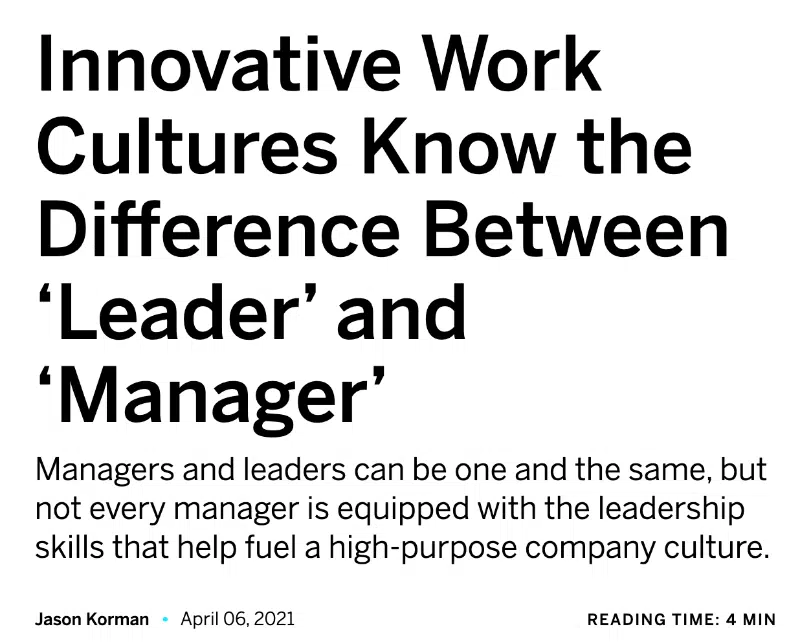 Innovative Work
Cultures Know the
Difference Between
‘Leader’ and
‘Manager’
Managers and leaders can be one and the same, but
not every manager is equipped with the leadership
skills that help fuel a high-purpose company culture.
Jason Korman • April 06, 2021 READING TIME: 4 MIN